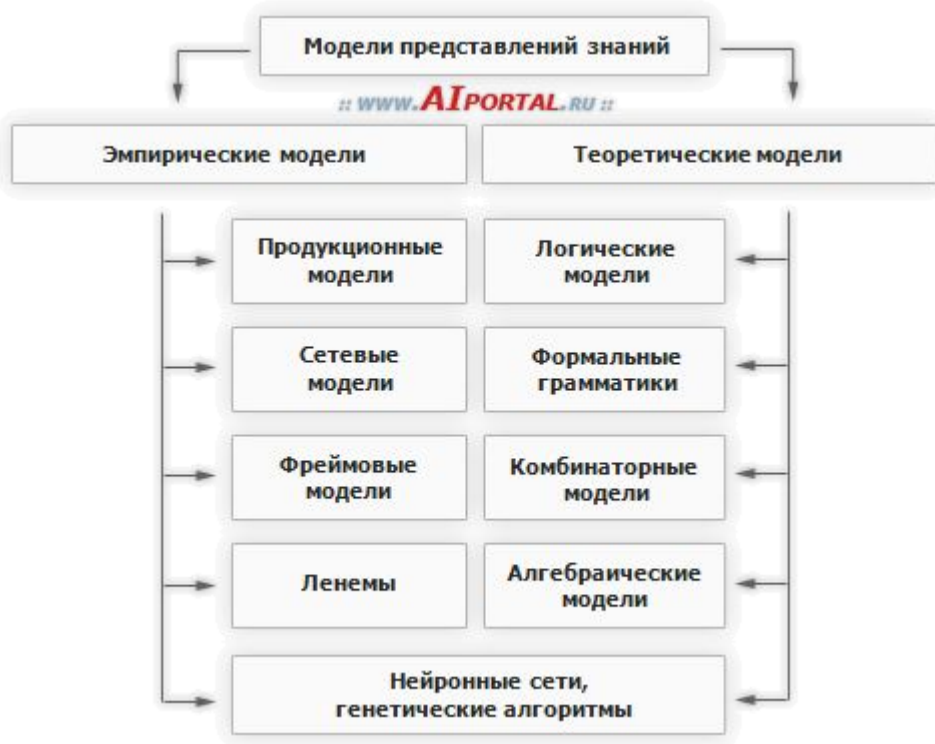 Модели представлений знаний
:: WWW.AIPORTAL.RU ::
Эмпирические модели
Теоретические модели
Продукционные
модели
Логические
модели
Сетевые
модели
Формальные
грамматики
Фреймовые
модели
Комбинаторные
модели
Ленемы
Алгебраические
модели
Нейронные сети,
генетические алгоритмы